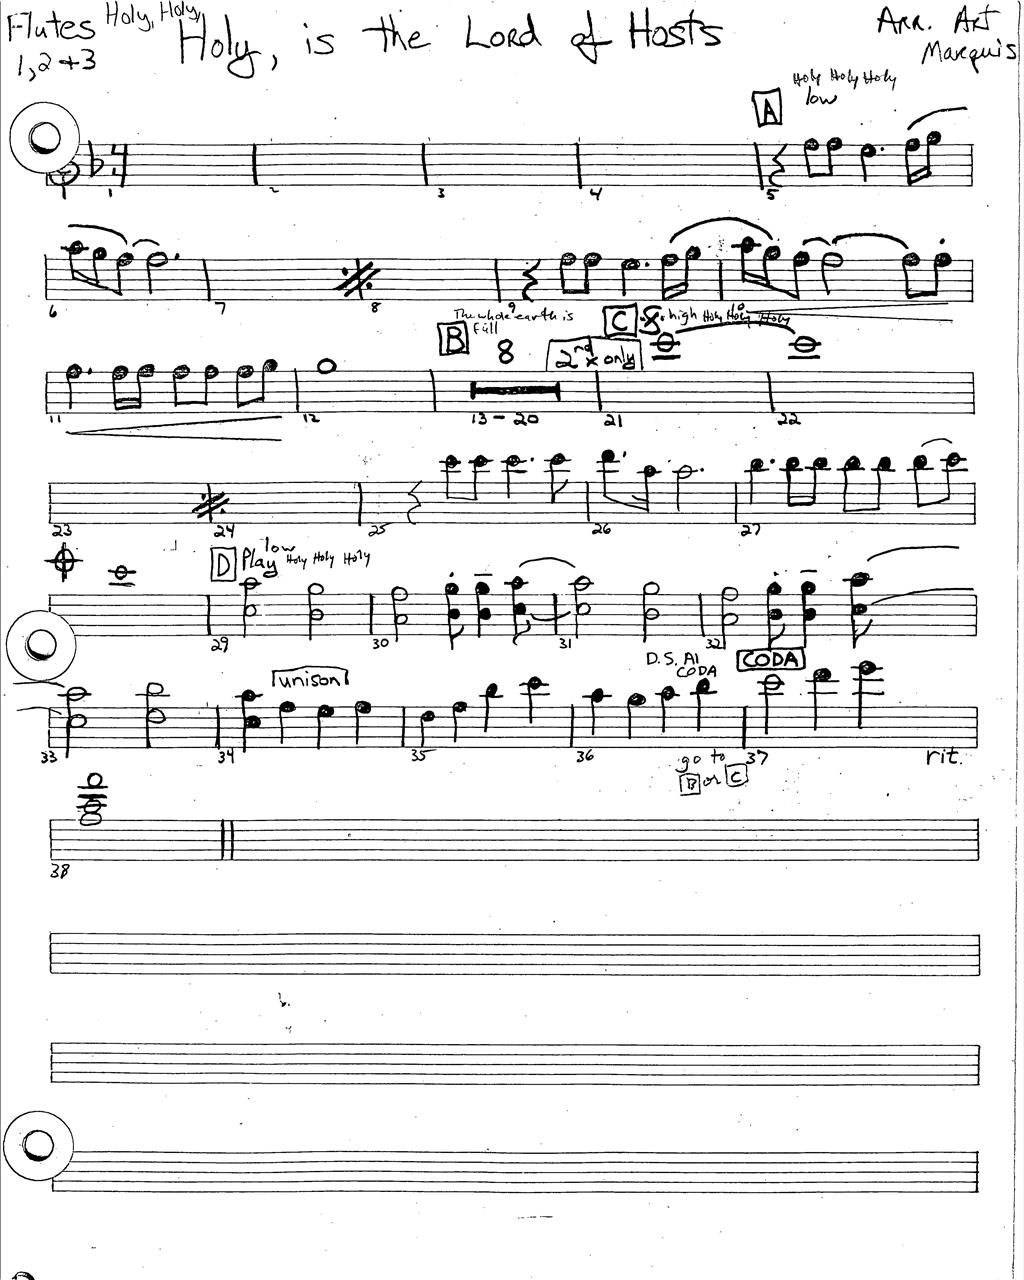 Flutes Holy, Holy,
1, 2 + 3
Holy, is the Lord of Hosts
Arr. Art
Marquis
A
Holy Holy Holy
low
1 2 3 4 5
6 7 8 9
The whole earth is
full
B 8
2nd x only
C high Holy Holy Holy
11 12 13 - 20 21 22
23 24 25 26 27
D Play low Holy Holy Holy
29 30 31 32
unison
D.S. Al
CODA
CODA
33 34 35 36 37
go to
B or C
rit.
38